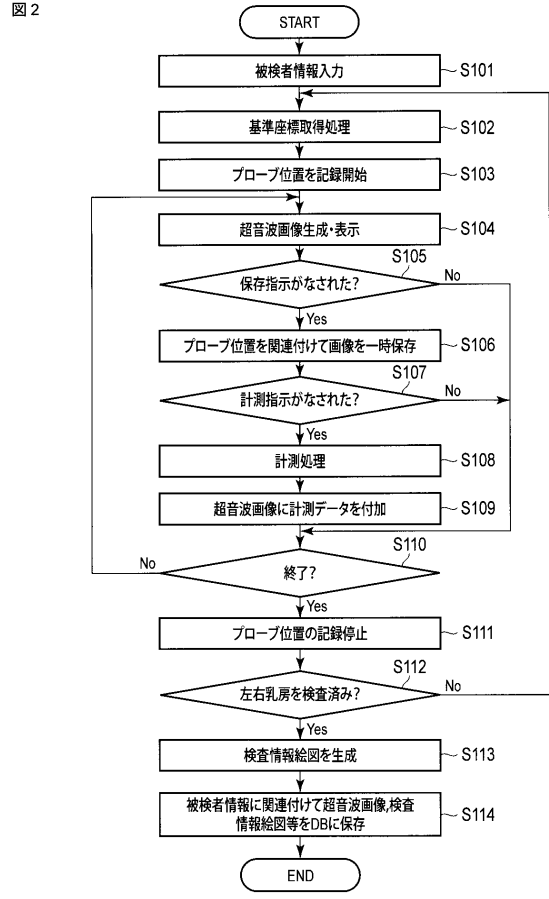 図2
START
被検者情報入力
S101
基準座標取得処理
S102
プローブ位置を記録開始
S103
超音波画像生成・表示
S104
S105
保存指示がなされた?
No
Yes
プローブ位置を関連付けて画像を一時保存
S106
S107
計測指示がなされた?
No
Yes
計測処理
S108
超音波画像に計測データを付加
S109
S110
終了?
No
Yes
プローブ位置の記録停止
S111
S112
左右乳房を検査済み?
No
Yes
検査情報絵図を生成
S113
被検者情報に関連付けて超音波画像,検査
情報絵図等をDBに保存
S114
END